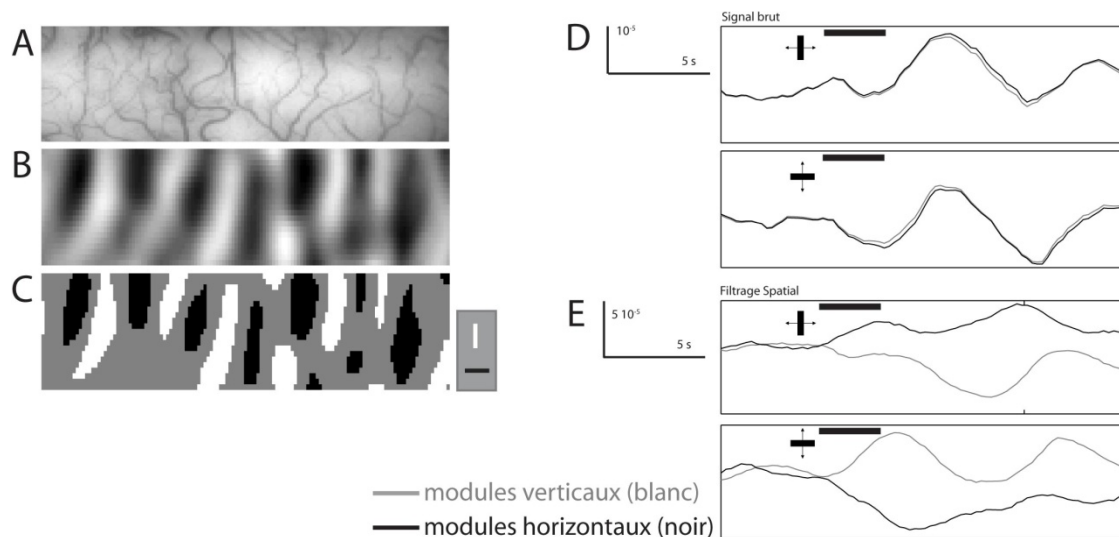 A
B
C
modules verticaux (blanc)
modules horizontaux (noir)
D
10⁻⁵
5 s
Signal brut
E
5 10⁻⁵
5 s
Filtrage Spatial